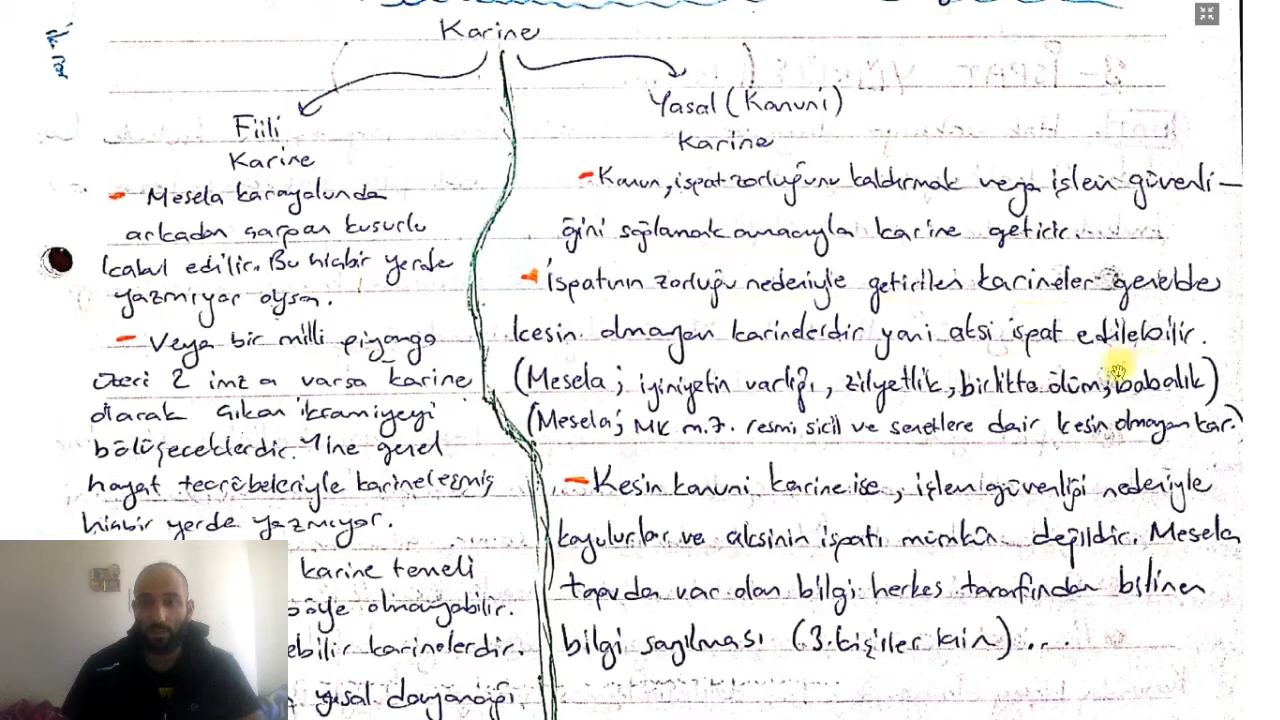 Karine
Fiili
Karine
- Mesela karayolunda
arkadan çarpan kusurlu
kabul edilir. Bu hiçbir yerde
yazmıyor oysa.
- Veya bir milli piyango
üzeri 2 imza varsa karine
olarak çıkan ikramiyeyi
bölüşeceklerdir. Yine genel
hayat tecrübeleriyle karineleşmiş
hiçbir yerde yazmıyor.
karine temeli
böyle olmayabilir.
ebilir karinelerdir.
yasal dayanağı
Yasal (Kanuni)
Karine
- Kanun, ispat zorluğunu kaldırmak veya işlem güvenli-
ğini sağlamak amacıyla karine getirir.
- İspatının zorluğu nedeniyle getirilen karineler genelde
kesin olmayan karinelerdir yani aksi ispat edilebilir.
(Mesela; iyiniyetin varlığı, zilyetlik, birlikte ölüm, babalık)
(Mesela; MK m.7. resmi sicil ve senetlere dair kesin olmayan kar.)
- Kesin kanuni karine ise, işlem güvenliği nedeniyle
koyulurlar ve aksinin ispatı mümkün değildir. Mesela
tapuda var olan bilgi herkes tarafından bilinen
bilgi sayılması (3. kişiler için)...